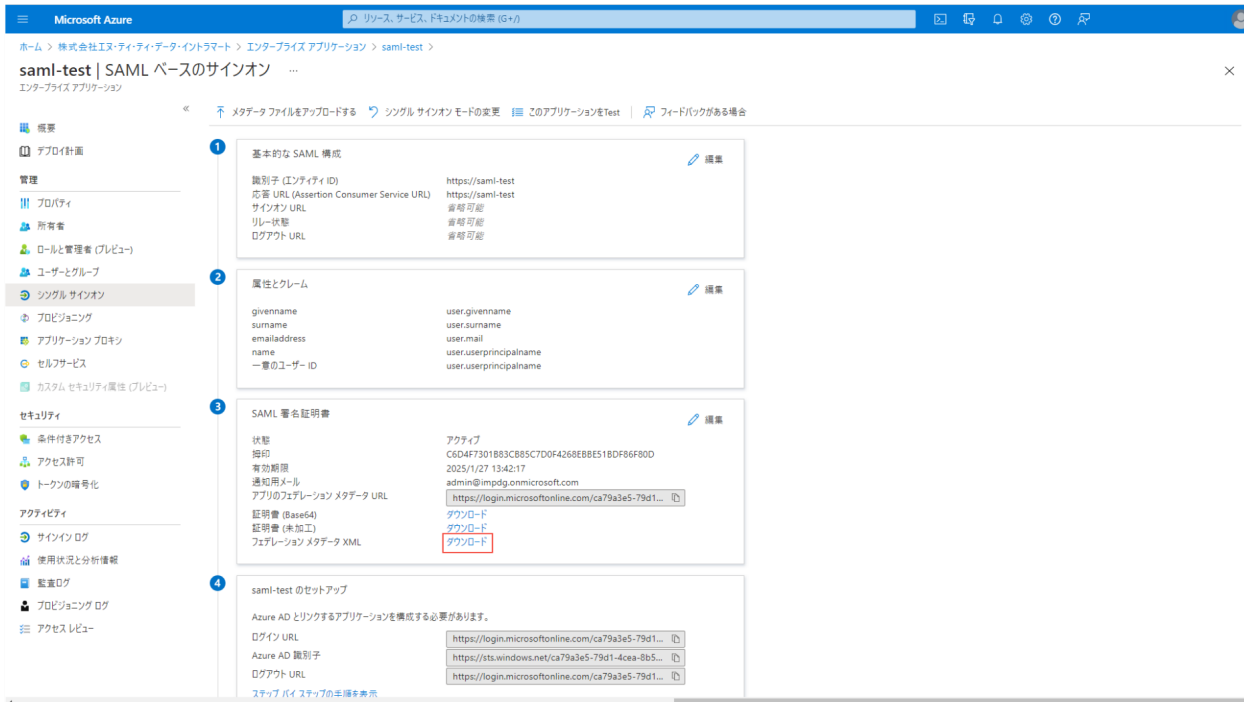 Microsoft Azure
リソース、サービス、ドキュメントの検索 (G+/)
ホーム > 株式会社エヌ・ティ・ティ・データ・イントラマート > エンタープライズ アプリケーション > saml-test >
saml-test | SAML ベースのサインオン ...
エンタープライズ アプリケーション
メタデータ ファイルをアップロードする シングル サインオン モードの変更 このアプリケーションをTest フィードバックがある場合
概要
デプロイ計画
管理
プロパティ
所有者
ロールと管理者 (プレビュー)
ユーザーとグループ
シングル サインオン
プロビジョニング
アプリケーション プロキシ
セルフサービス
カスタム セキュリティ属性 (プレビュー)
セキュリティ
条件付きアクセス
アクセス許可
トークンの暗号化
アクティビティ
サインイン ログ
使用状況と分析情報
監査ログ
プロビジョニング ログ
アクセス レビュー
1
基本的な SAML 構成
編集
識別子 (エンティティ ID) https://saml-test
応答 URL (Assertion Consumer Service URL) https://saml-test
サインオン URL 省略可能
リレー状態 省略可能
ログアウト URL 省略可能
2
属性とクレーム
編集
givenname user.givenname
surname user.surname
emailaddress user.mail
name user.userprincipalname
一意のユーザー ID user.userprincipalname
3
SAML 署名証明書
編集
状態 アクティブ
拇印 C6D4F7301B83CB85C7D0F4268EBBE51BDF86F80D
有効期限 2025/1/27 13:42:17
通知用メール admin@impdg.onmicrosoft.com
アプリのフェデレーション メタデータ URL https://login.microsoftonline.com/ca79a3e5-79d1...
証明書 (Base64) ダウンロード
証明書 (未加工) ダウンロード
フェデレーション メタデータ XML ダウンロード
4
saml-test のセットアップ
Azure AD とリンクするアプリケーションを構成する必要があります。
ログイン URL https://login.microsoftonline.com/ca79a3e5-79d1...
Azure AD 識別子 https://sts.windows.net/ca79a3e5-79d1-4cea-8b5...
ログアウト URL https://login.microsoftonline.com/ca79a3e5-79d1...
ステップ バイ ステップの手順を表示